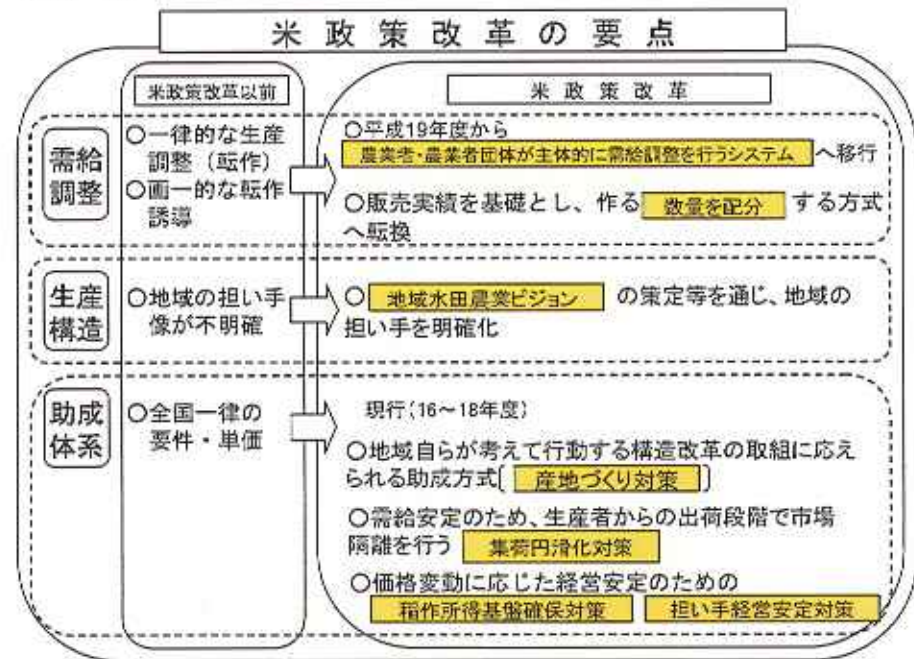 米政策改革の要点
米政策改革以前
米政策改革
需給
調整
○一律的な生産
調整(転作)
○画一的な転作
誘導
○平成19年度から
農業者・農業者団体が主体的に需給調整を行うシステム へ移行
○販売実績を基礎とし、作る 数量を配分 する方式
へ転換
生産
構造
○地域の担い手
像が不明確
○ 地域水田農業ビジョン の策定等を通じ、地域の
担い手を明確化
助成
体系
○全国一律の
要件・単価
現行(16～18年度)
○地域自らが考えて行動する構造改革の取組に応え
られる助成方式[ 産地づくり対策 ]
○需給安定のため、生産者からの出荷段階で市場
隔離を行う 集荷円滑化対策
○価格変動に応じた経営安定のための
稲作所得基盤確保対策 担い手経営安定対策